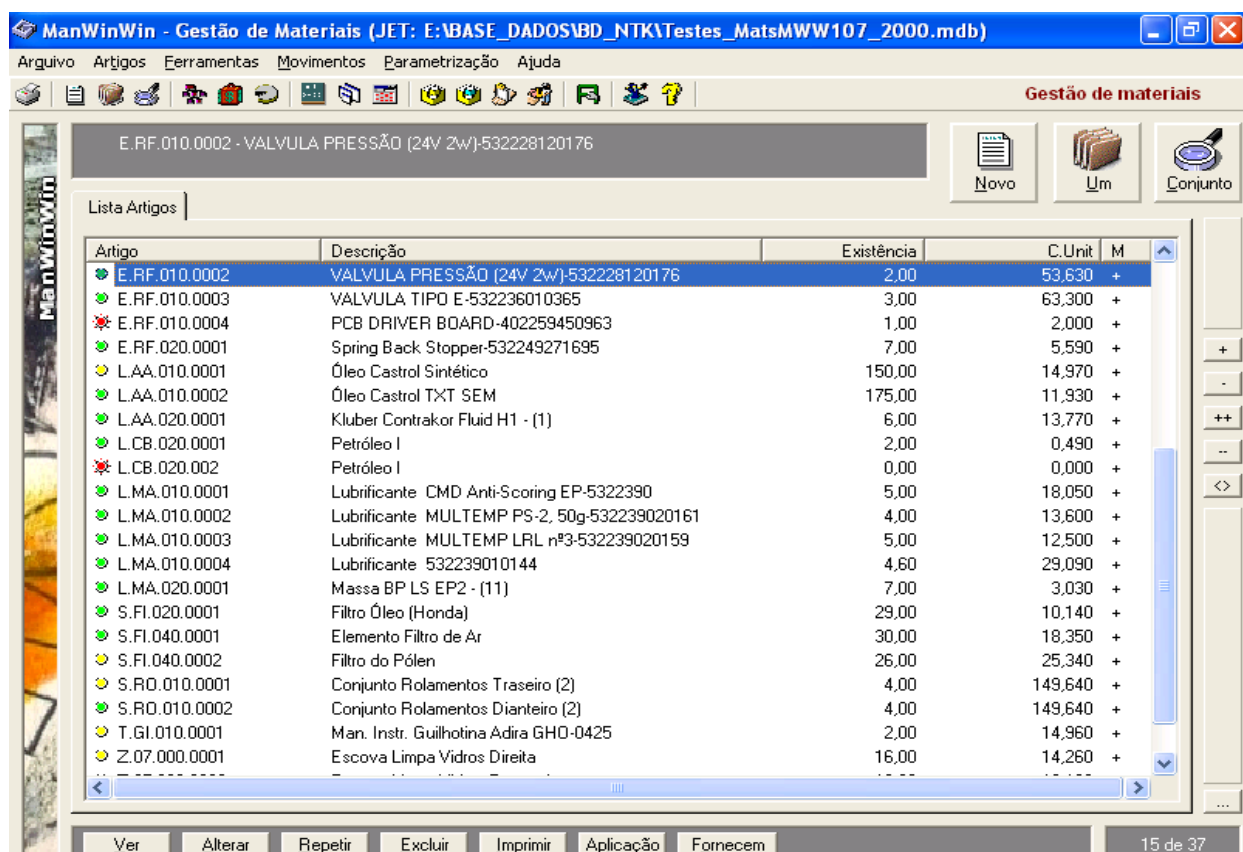 ManWinWin - Gestão de Materiais (JET: E:\BASE_DADOS\BD_NTK\Testes_MatsMWW107_2000.mdb)
Arquivo Artigos Ferramentas Movimentos Parametrização Ajuda
Gestão de materiais
E.RF.010.0002 - VALVULA PRESSÃO (24V 2W)-532228120176
Novo Um Conjunto
ManWinWin
Lista Artigos
Artigo Descrição Existência C.Unit M
E.RF.010.0002 VALVULA PRESSÃO (24V 2W)-532228120176 2,00 53,630 +
E.RF.010.0003 VALVULA TIPO E-532236010365 3,00 63,300 +
E.RF.010.0004 PCB DRIVER BOARD-402259450963 1,00 2,000 +
E.RF.020.0001 Spring Back Stopper-532249271695 7,00 5,590 +
L.AA.010.0001 Óleo Castrol Sintético 150,00 14,970 +
L.AA.010.0002 Óleo Castrol TXT SEM 175,00 11,930 +
L.AA.020.0001 Kluber Contrakor Fluid H1 - (1) 6,00 13,770 +
L.CB.020.0001 Petróleo I 2,00 0,490 +
L.CB.020.002 Petróleo I 0,00 0,000 +
L.MA.010.0001 Lubrificante CMD Anti-Scoring EP-5322390 5,00 18,050 +
L.MA.010.0002 Lubrificante MULTEMP PS-2, 50g-532239020161 4,00 13,600 +
L.MA.010.0003 Lubrificante MULTEMP LRL nº3-532239020159 5,00 12,500 +
L.MA.010.0004 Lubrificante 532239010144 4,60 29,090 +
L.MA.020.0001 Massa BP LS EP2 - (11) 7,00 3,030 +
S.FI.020.0001 Filtro Óleo (Honda) 29,00 10,140 +
S.FI.040.0001 Elemento Filtro de Ar 30,00 18,350 +
S.FI.040.0002 Filtro do Pólen 26,00 25,340 +
S.RO.010.0001 Conjunto Rolamentos Traseiro (2) 4,00 149,640 +
S.RO.010.0002 Conjunto Rolamentos Dianteiro (2) 4,00 149,640 +
T.GI.010.0001 Man. Instr. Guilhotina Adira GHO-0425 2,00 14,960 +
Z.07.000.0001 Escova Limpa Vidros Direita 16,00 14,260 +
+
-
++
--
<>
...
Ver Alterar Repetir Excluir Imprimir Aplicação Fornecem 15 de 37